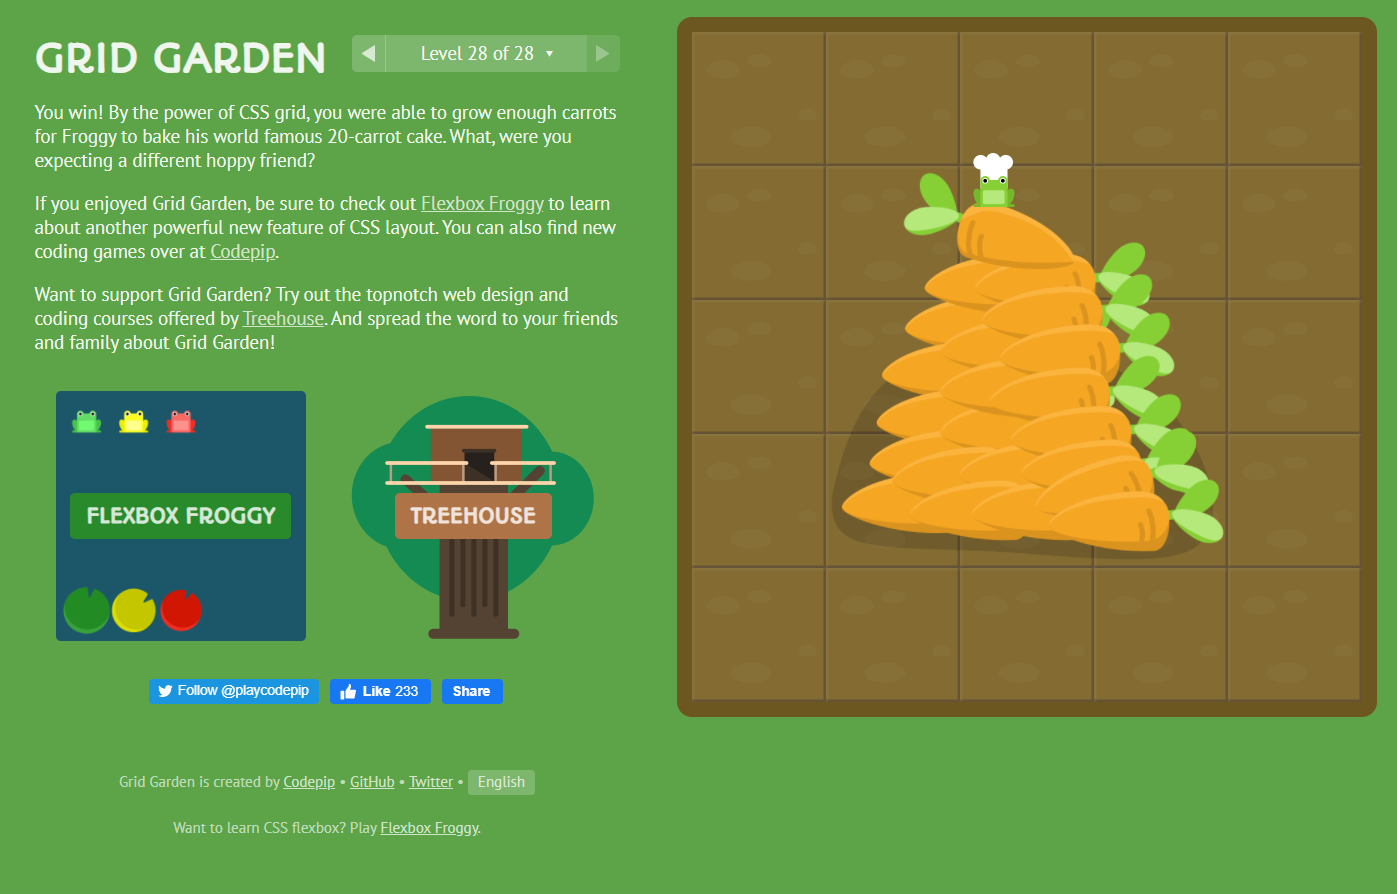 GRID GARDEN
Level 28 of 28
You win! By the power of CSS grid, you were able to grow enough carrots
for Froggy to bake his world famous 20-carrot cake. What, were you
expecting a different hoppy friend?
If you enjoyed Grid Garden, be sure to check out Flexbox Froggy to learn
about another powerful new feature of CSS layout. You can also find new
coding games over at Codepip.
Want to support Grid Garden? Try out the topnotch web design and
coding courses offered by Treehouse. And spread the word to your friends
and family about Grid Garden!
FLEXBOX FROGGY
TREEHOUSE
Follow @playcodepip
Like 233
Share
Grid Garden is created by Codepip • GitHub • Twitter • English
Want to learn CSS flexbox? Play Flexbox Froggy.